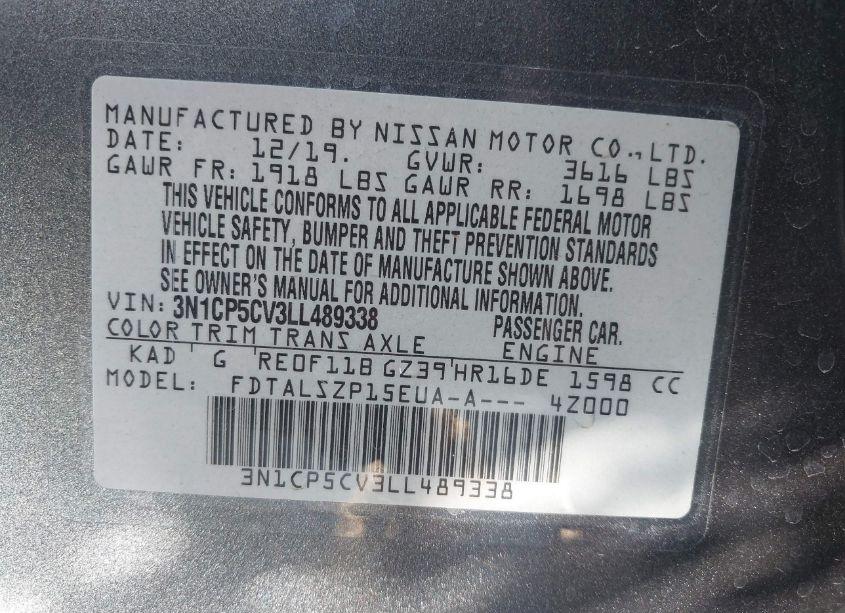 MANUFACTURED BY NISSAN MOTOR CO., LTD.
DATE: 12/19. GVWR: 3616 LBS
GAWR FR: 1918 LBS GAWR RR: 1698 LBS
THIS VEHICLE CONFORMS TO ALL APPLICABLE FEDERAL MOTOR
VEHICLE SAFETY, BUMPER AND THEFT PREVENTION STANDARDS
IN EFFECT ON THE DATE OF MANUFACTURE SHOWN ABOVE.
SEE OWNER'S MANUAL FOR ADDITIONAL INFORMATION.
VIN: 3N1CP5CV3LL489338 PASSENGER CAR.
COLOR TRIM TRANS AXLE ENGINE
KAD G RE0F11B GZ39 HR16DE 1598 CC
MODEL: FDTALSZP15EUA-A--- 4Z000
3N1CP5CV3LL489338